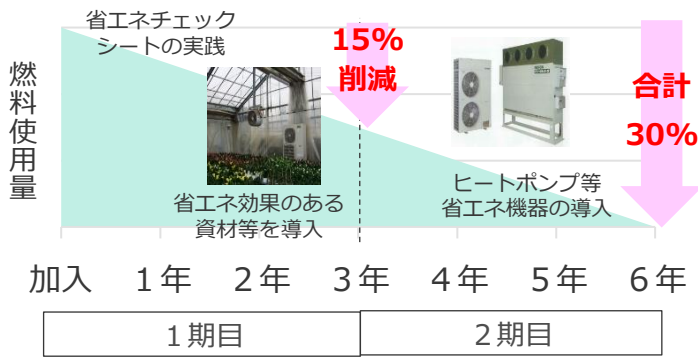 省エネチェック
シートの実践
15%
削減
合計
30%
燃料使用量
省エネ効果のある
資材等を導入
ヒートポンプ等
省エネ機器の導入
加入 1年 2年 3年 4年 5年 6年
1期目 2期目